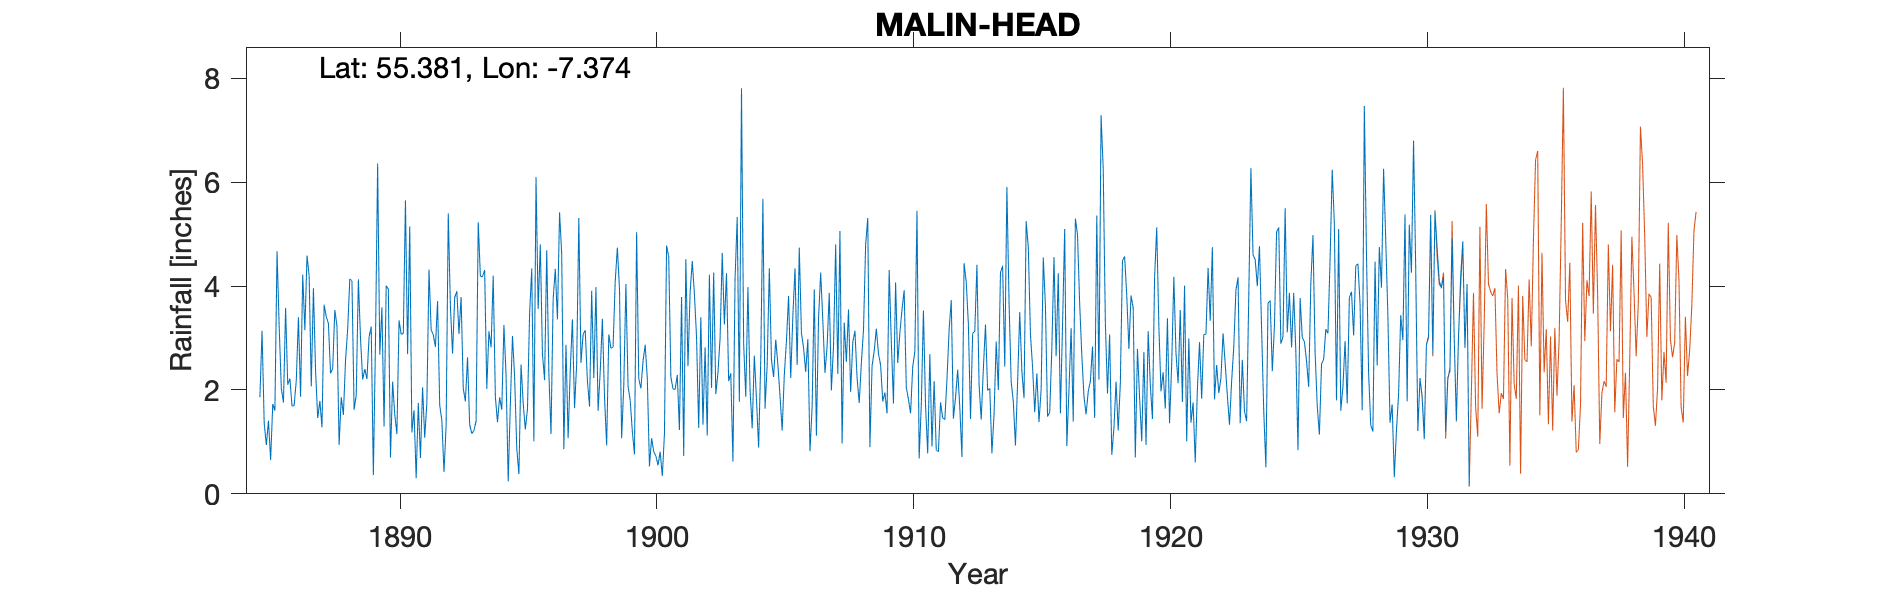 MALIN-HEAD
Lat: 55.381, Lon: -7.374
8
6
4
2
0
Rainfall [inches]
1890 1900 1910 1920 1930 1940
Year